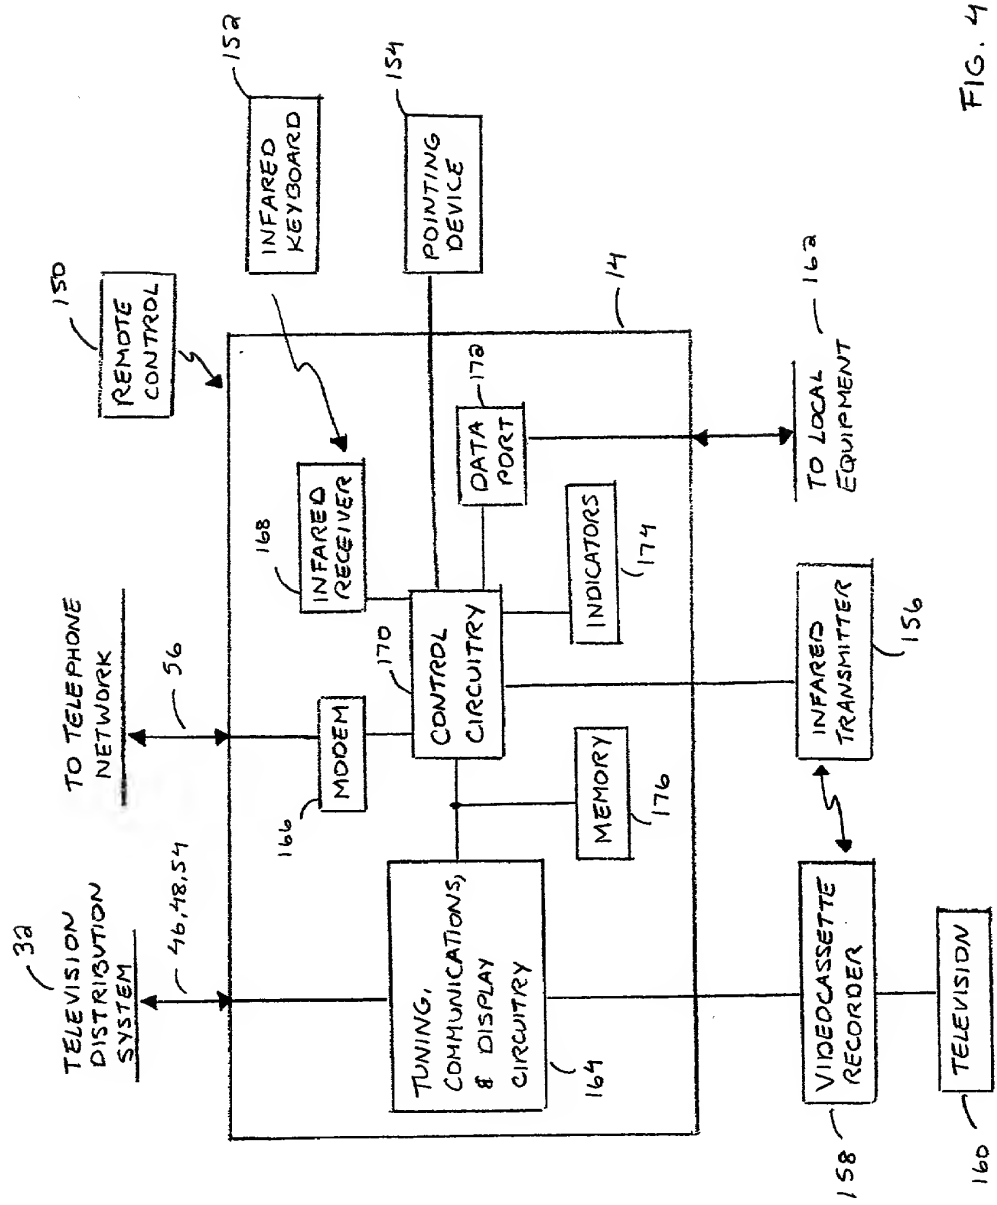 32
TELEVISION
DISTRIBUTION
SYSTEM
46,48,54
TO TELEPHONE
NETWORK
56
150
REMOTE
CONTROL
152
INFARED
KEYBOARD
154
POINTING
DEVICE
14
168
INFARED
RECEIVER
166
MODEM
170
CONTROL
CIRCUITRY
172
DATA
PORT
TUNING,
COMMUNICATIONS,
& DISPLAY
CIRCUITRY
164
MEMORY
176
INDICATORS
174
158
VIDEOCASSETTE
RECORDER
INFARED
TRANSMITTER
156
TO LOCAL
EQUIPMENT
162
160
TELEVISION
FIG. 4